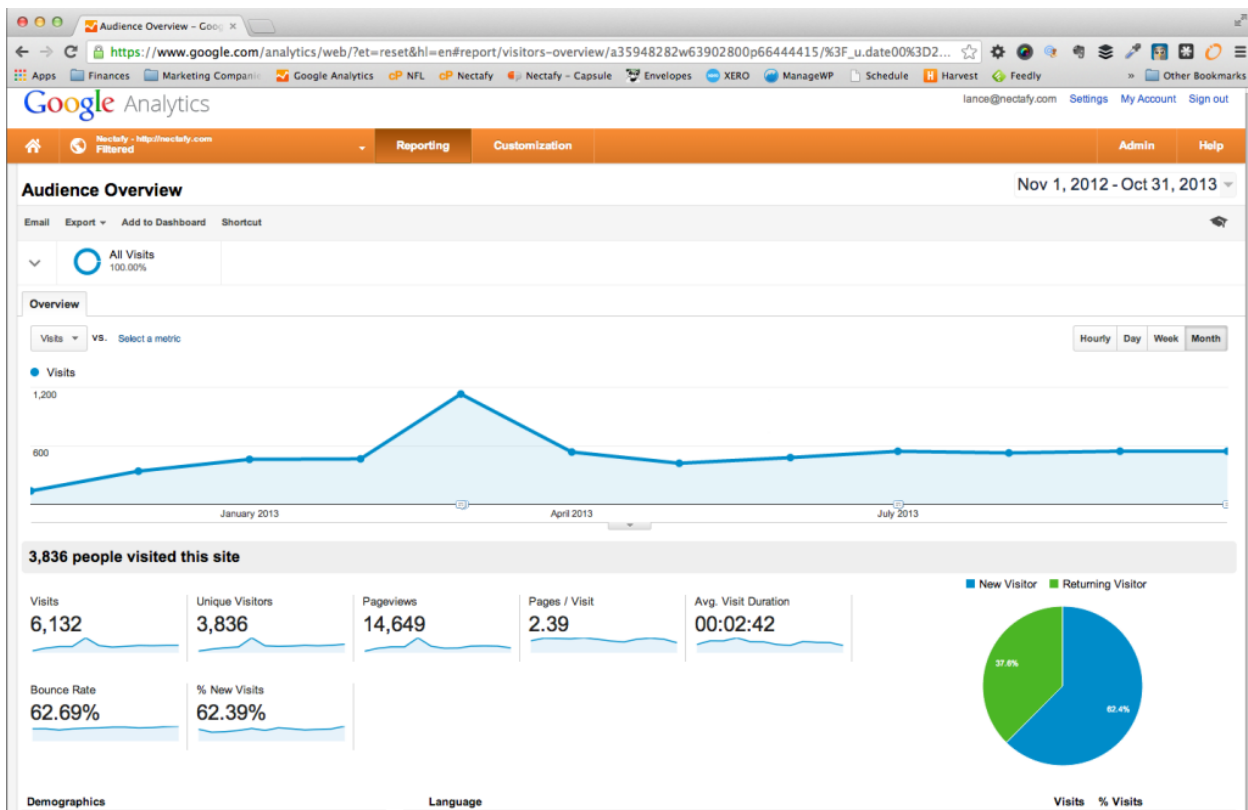 Audience Overview – Goog ×
https://www.google.com/analytics/web/?et=reset&hl=en#report/visitors-overview/a35948282w63902800p66444415/%3F_u.date00%3D2...
Apps Finances Marketing Companie Google Analytics cP NFL cP Nectafy Nectafy – Capsule Envelopes XERO ManageWP Schedule H Harvest Feedly » Other Bookmarks
Google Analytics lance@nectafy.com Settings My Account Sign out
Nectafy - http://nectafy.com
Filtered
Reporting Customization Admin Help
Audience Overview Nov 1, 2012 - Oct 31, 2013
Email Export Add to Dashboard Shortcut
All Visits
100.00%
Overview
Visits VS. Select a metric Hourly Day Week Month
Visits
1,200
600
January 2013 April 2013 July 2013
3,836 people visited this site
New Visitor Returning Visitor
Visits Unique Visitors Pageviews Pages / Visit Avg. Visit Duration
6,132 3,836 14,649 2.39 00:02:42
37.6%
62.4%
Bounce Rate % New Visits
62.69% 62.39%
Demographics Language Visits % Visits